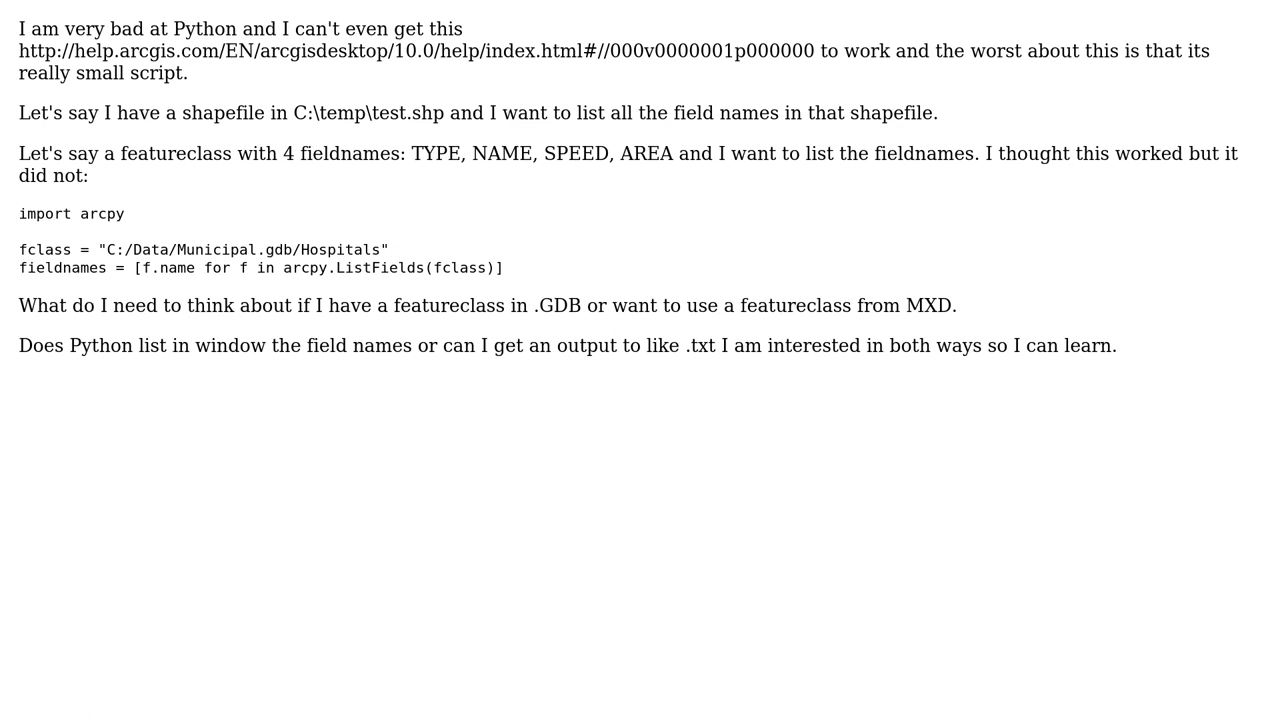 I am very bad at Python and I can't even get this
http://help.arcgis.com/EN/arcgisdesktop/10.0/help/index.html#//000v0000001p000000 to work and the worst about this is that its
really small script.
Let's say I have a shapefile in C:\temp\test.shp and I want to list all the field names in that shapefile.
Let's say a featureclass with 4 fieldnames: TYPE, NAME, SPEED, AREA and I want to list the fieldnames. I thought this worked but it
did not:
import arcpy
fclass = "C:/Data/Municipal.gdb/Hospitals"
fieldnames = [f.name for f in arcpy.ListFields(fclass)]
What do I need to think about if I have a featureclass in .GDB or want to use a featureclass from MXD.
Does Python list in window the field names or can I get an output to like .txt I am interested in both ways so I can learn.